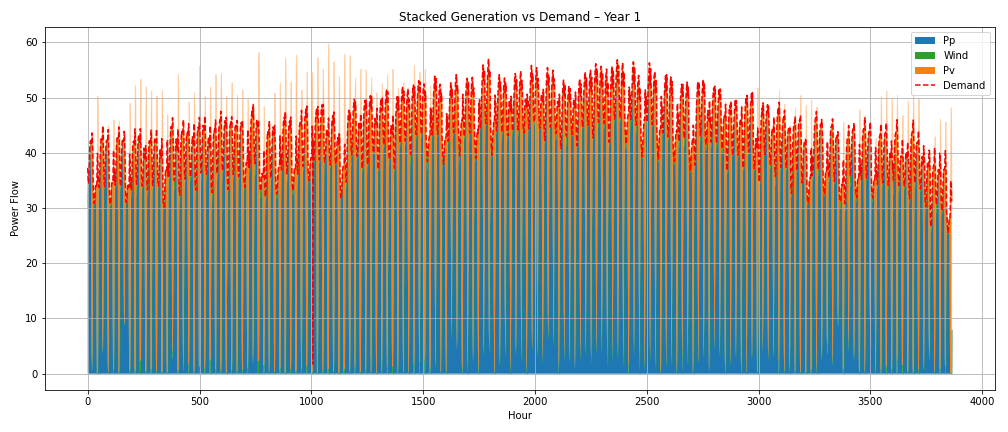 Stacked Generation vs Demand – Year 1
Pp
Wind
Pv
Demand
60
50
40
30
20
10
0
Power Flow
0 500 1000 1500 2000 2500 3000 3500 4000
Hour